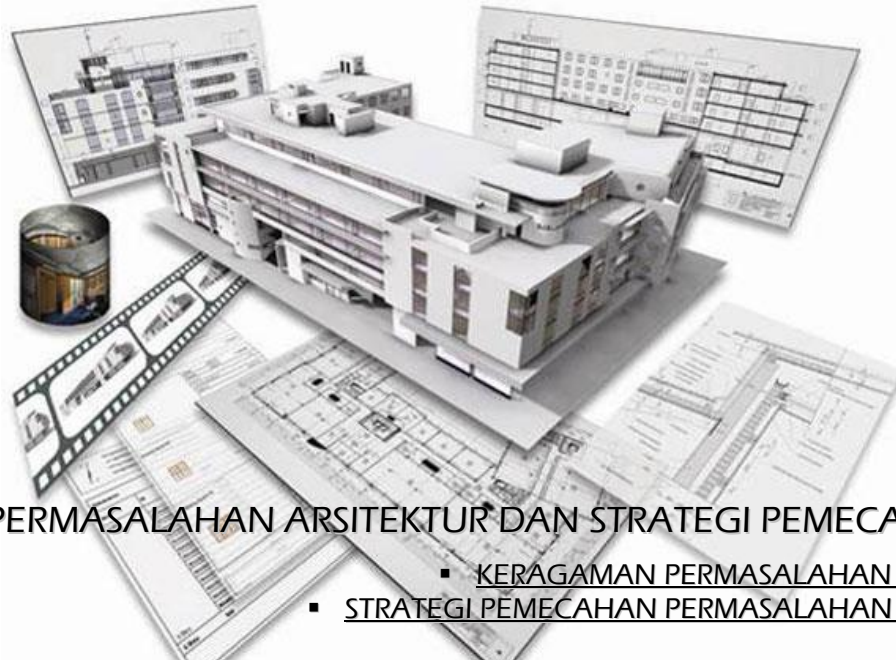 PERMASALAHAN ARSITEKTUR DAN STRATEGI PEMECA
▪ KERAGAMAN PERMASALAHAN
▪ STRATEGI PEMECAHAN PERMASALAHAN